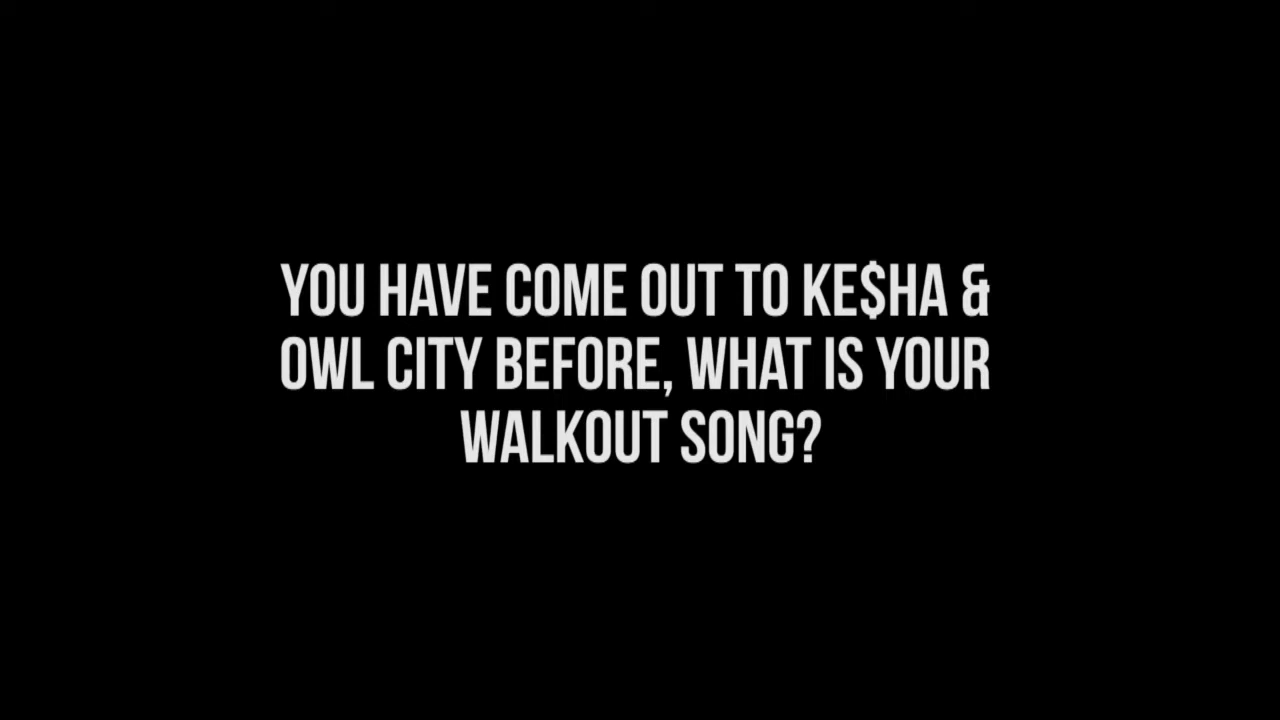 YOU HAVE COME OUT TO KE$HA &
OWL CITY BEFORE, WHAT IS YOUR
WALKOUT SONG?